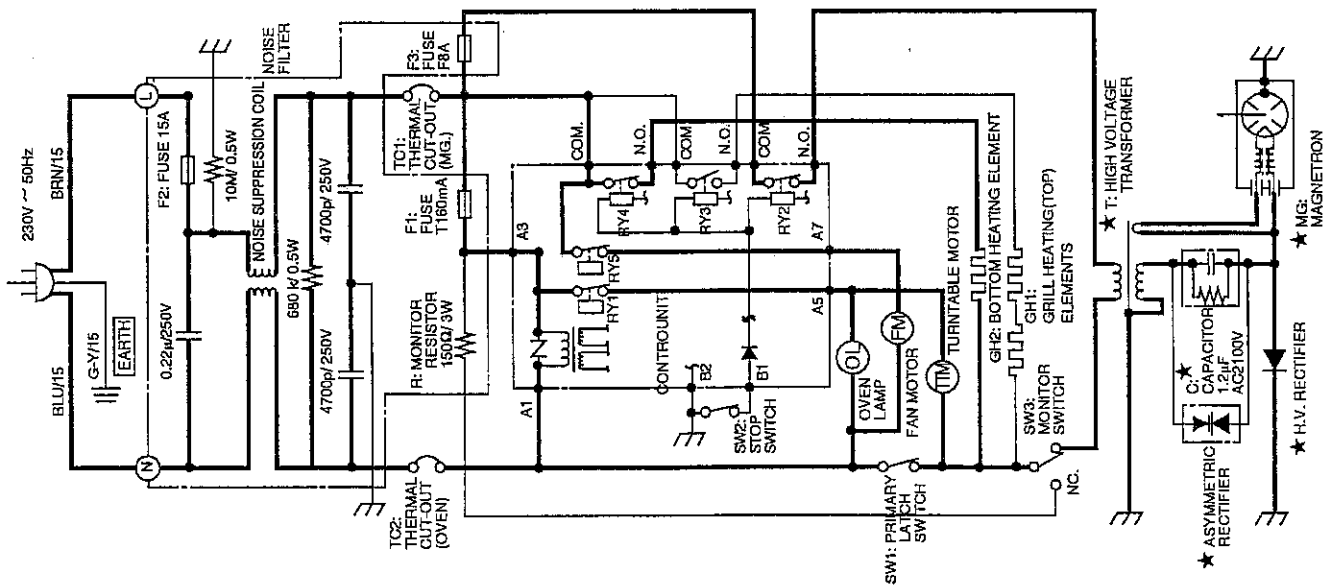 230V ~ 50Hz
BLU/15
G-Y/15
BRN/15
EARTH
N
L
F2: FUSE 15A
0.22μ/250V
10M/ 0.5W
NOISE SUPPRESSION COIL
NOISE
FILTER
680 k/ 0.5W
4700p/ 250V
4700p/ 250V
TC1:
THERMAL
CUT-OUT
(MG.)
F3:
FUSE
F8A
TC2:
THERMAL
CUT-OUT
(OVEN)
R: MONITOR
RESISTOR
150Ω/ 3W
F1:
FUSE
T160mA
A1
A3
COM.
N.O.
COM
N.O.
COM
N.O.
RY4
RY3
RY2
RY5
RY1
CONTROUNIT
B2
B1
A5
A7
SW2:
STOP
SWITCH
OL
OVEN
LAMP
FM
FAN MOTOR
TTM
TURNTABLE MOTOR
SW1: PRIMARY
LATCH
SWITCH
GH2: BOTTOM HEATING ELEMENT
GH1:
GRILL HEATING(TOP)
ELEMENTS
SW3:
MONITOR
SWITCH
NC.
★ T: HIGH VOLTAGE
TRANSFORMER
C: ★
CAPACITOR
1.2μF
AC2100V
★ ASYMMETRIC
RECTIFIER
★ H.V. RECTIFIER
★ MG:
MAGNETRON